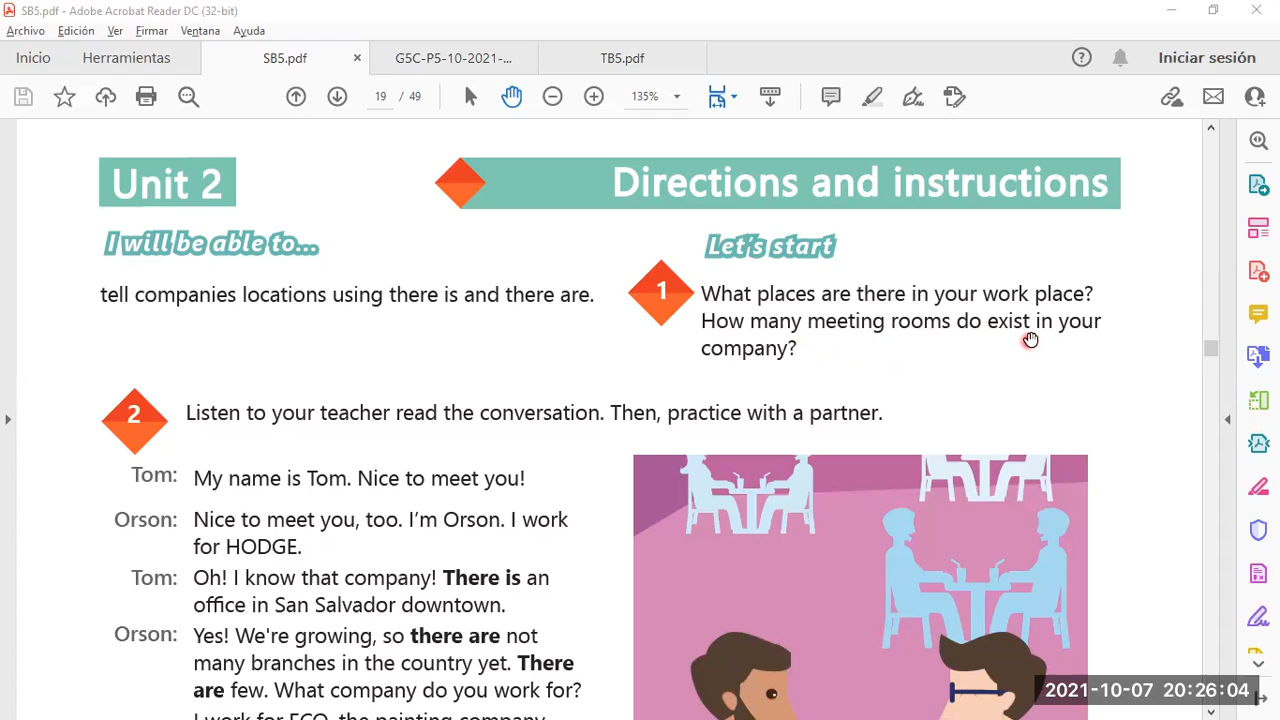 SB5.pdf - Adobe Acrobat Reader DC (32-bit)
Archivo Edición Ver Firmar Ventana Ayuda
Inicio Herramientas SB5.pdf × G5C-P5-10-2021-... TB5.pdf ? Iniciar sesión
19 / 49 135%
Unit 2
Directions and instructions
I will be able to...
tell companies locations using there is and there are.
Let's start
1
What places are there in your work place?
How many meeting rooms do exist in your
company?
2
Listen to your teacher read the conversation. Then, practice with a partner.
Tom: My name is Tom. Nice to meet you!
Orson: Nice to meet you, too. I'm Orson. I work
for HODGE.
Tom: Oh! I know that company! There is an
office in San Salvador downtown.
Orson: Yes! We're growing, so there are not
many branches in the country yet. There
are few. What company do you work for?
I work for ECO, the painting company
2021-10-07 20:26:04